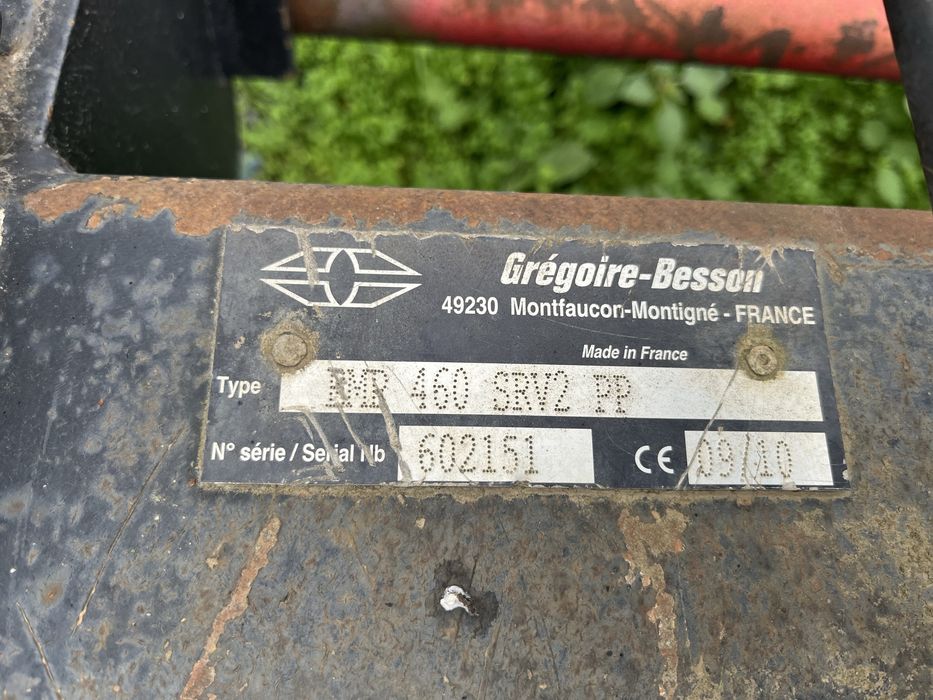 Grégoire-Besson
49230 Montfaucon-Montigné - FRANCE
Made in France
Type 460 SRV2 PP
N° série / Serial Nb 602151 CE 09/10